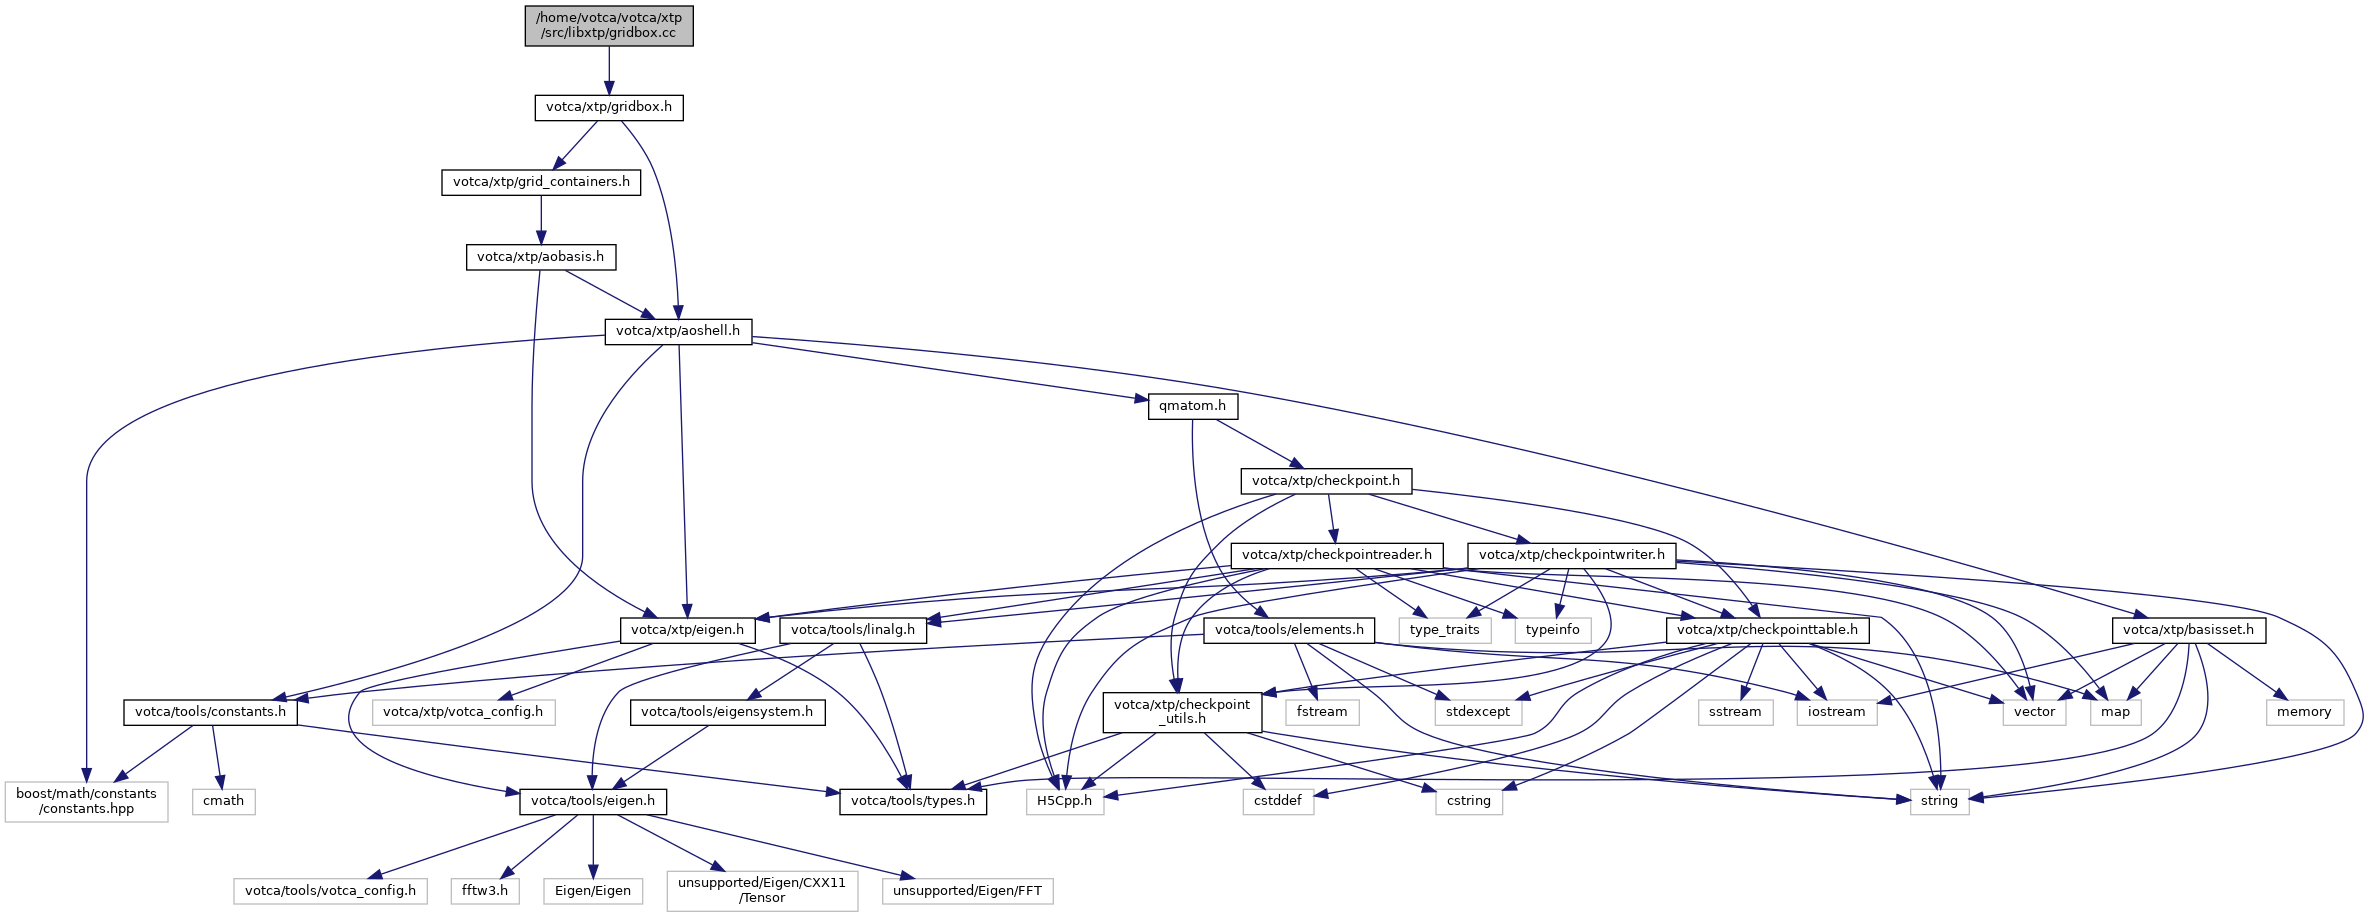 /home/votca/votca/xtp
/src/libxtp/gridbox.cc
votca/xtp/gridbox.h
votca/xtp/grid_containers.h
votca/xtp/aobasis.h
votca/xtp/aoshell.h
qmatom.h
votca/xtp/checkpoint.h
votca/xtp/checkpointreader.h
votca/xtp/checkpointwriter.h
votca/xtp/eigen.h
votca/tools/linalg.h
votca/tools/elements.h
type_traits
typeinfo
votca/xtp/checkpointtable.h
votca/xtp/basisset.h
votca/tools/constants.h
votca/xtp/votca_config.h
votca/tools/eigensystem.h
votca/xtp/checkpoint
_utils.h
fstream
stdexcept
sstream
iostream
vector
map
memory
boost/math/constants
/constants.hpp
cmath
votca/tools/eigen.h
votca/tools/types.h
H5Cpp.h
cstddef
cstring
string
votca/tools/votca_config.h
fftw3.h
Eigen/Eigen
unsupported/Eigen/CXX11
/Tensor
unsupported/Eigen/FFT